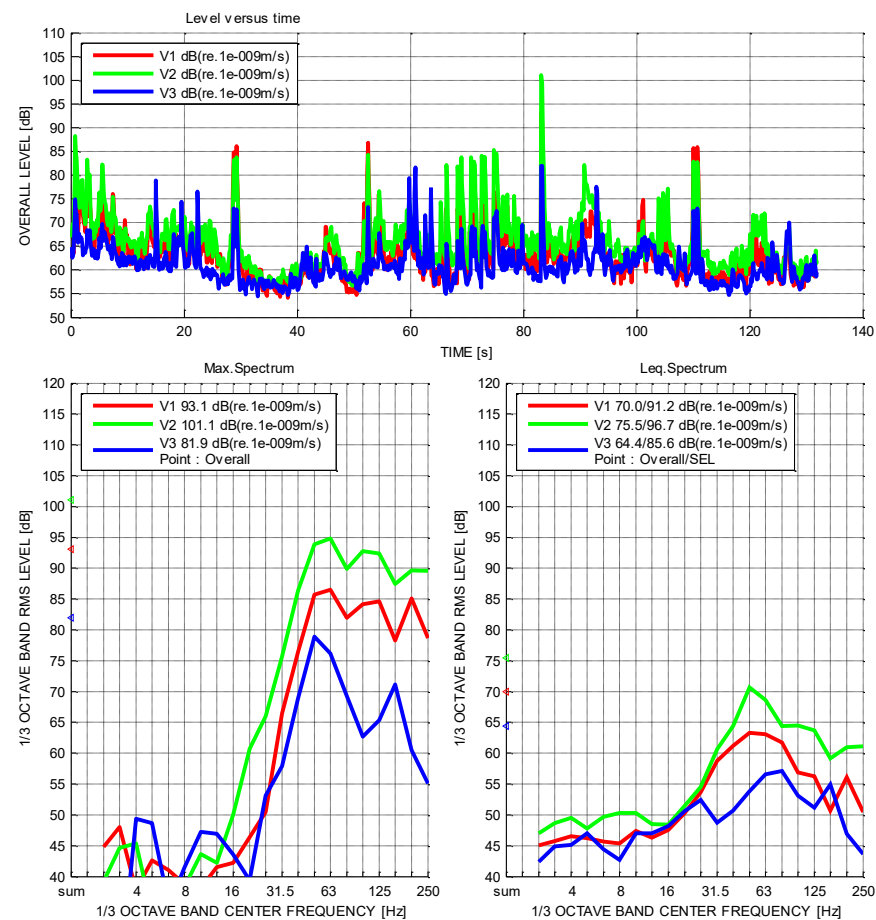 Level versus time
110
105
100
95
90
85
80
75
70
65
60
55
50
OVERALL LEVEL [dB]
V1 dB(re.1e-009m/s)
V2 dB(re.1e-009m/s)
V3 dB(re.1e-009m/s)
0 20 40 60 80 100 120 140
TIME [s]
Max.Spectrum
120
115
110
105
100
95
90
85
80
75
70
65
60
55
50
45
40
1/3 OCTAVE BAND RMS LEVEL [dB]
V1 93.1 dB(re.1e-009m/s)
V2 101.1 dB(re.1e-009m/s)
V3 81.9 dB(re.1e-009m/s)
Point : Overall
sum 4 8 16 31.5 63 125 250
1/3 OCTAVE BAND CENTER FREQUENCY [Hz]
Leq.Spectrum
120
115
110
105
100
95
90
85
80
75
70
65
60
55
50
45
40
1/3 OCTAVE BAND RMS LEVEL [dB]
V1 70.0/91.2 dB(re.1e-009m/s)
V2 75.5/96.7 dB(re.1e-009m/s)
V3 64.4/85.6 dB(re.1e-009m/s)
Point : Overall/SEL
sum 4 8 16 31.5 63 125 250
1/3 OCTAVE BAND CENTER FREQUENCY [Hz]